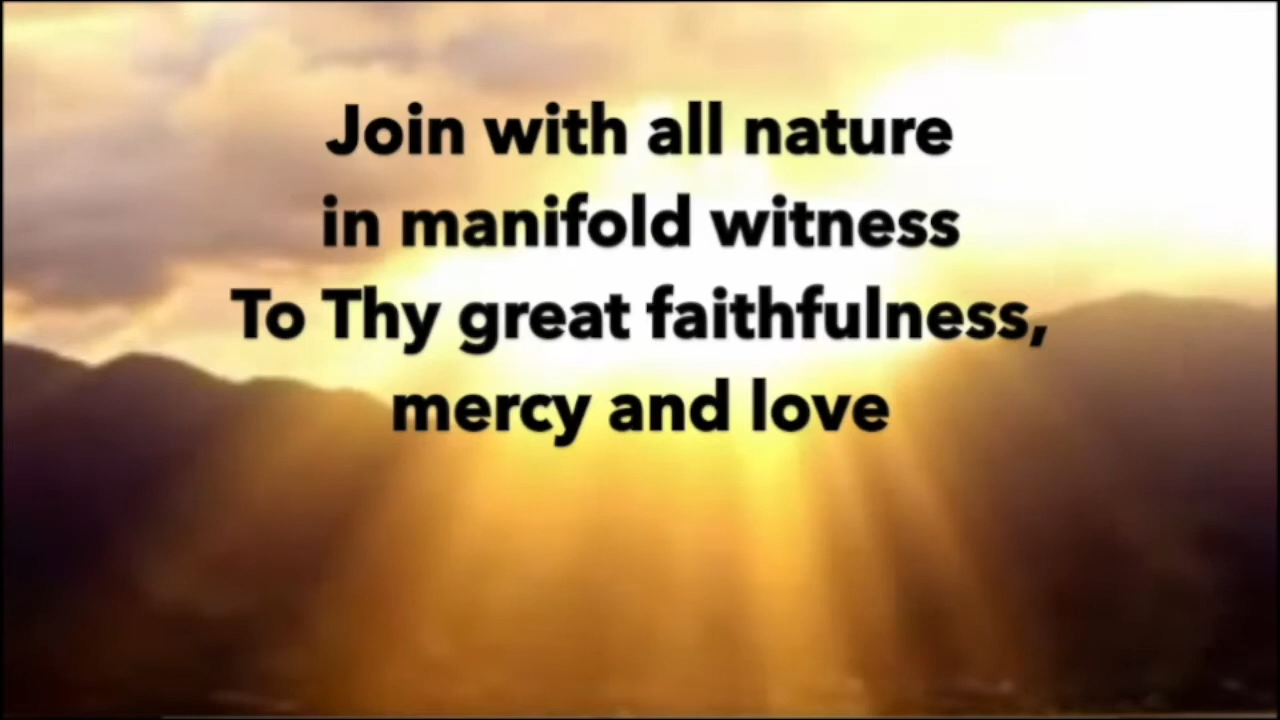 Join with all nature
in manifold witness
To Thy great faithfulness,
mercy and love